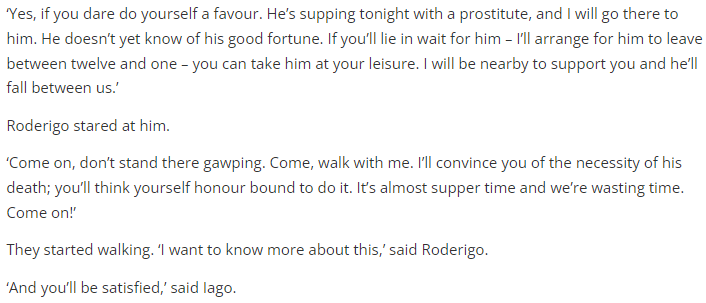 ‘Yes, if you dare do yourself a favour. He’s supping tonight with a prostitute, and I will go there to
him. He doesn’t yet know of his good fortune. If you’ll lie in wait for him – I’ll arrange for him to leave
between twelve and one – you can take him at your leisure. I will be nearby to support you and he’ll
fall between us.’
Roderigo stared at him.
‘Come on, don’t stand there gawping. Come, walk with me. I’ll convince you of the necessity of his
death; you’ll think yourself honour bound to do it. It’s almost supper time and we’re wasting time.
Come on!’
They started walking. ‘I want to know more about this,’ said Roderigo.
‘And you’ll be satisfied,’ said Iago.